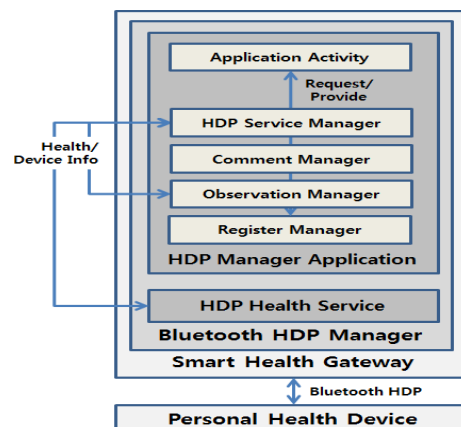 Application Activity
Request/
Provide
HDP Service Manager
Health/
Device Info
Comment Manager
Observation Manager
Register Manager
HDP Manager Application
HDP Health Service
Bluetooth HDP Manager
Smart Health Gateway
Bluetooth HDP
Personal Health Device